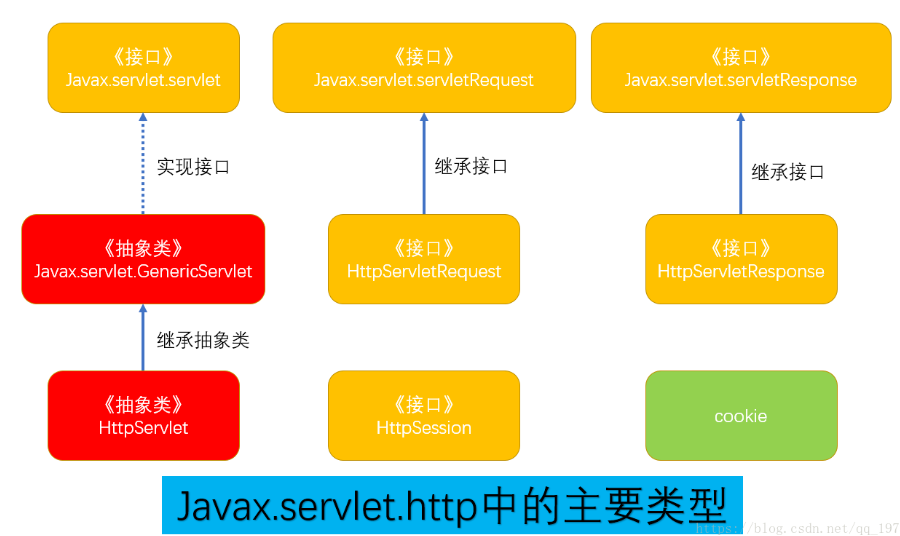 《接口》
Javax.servlet.servlet
《接口》
Javax.servlet.servletRequest
《接口》
Javax.servlet.servletResponse
实现接口
继承接口
继承接口
《抽象类》
Javax.servlet.GenericServlet
《接口》
HttpServletRequest
《接口》
HttpServletResponse
继承抽象类
《抽象类》
HttpServlet
《接口》
HttpSession
cookie
Javax.servlet.http中的主要类型
https://blog.csdn.net/qq_197